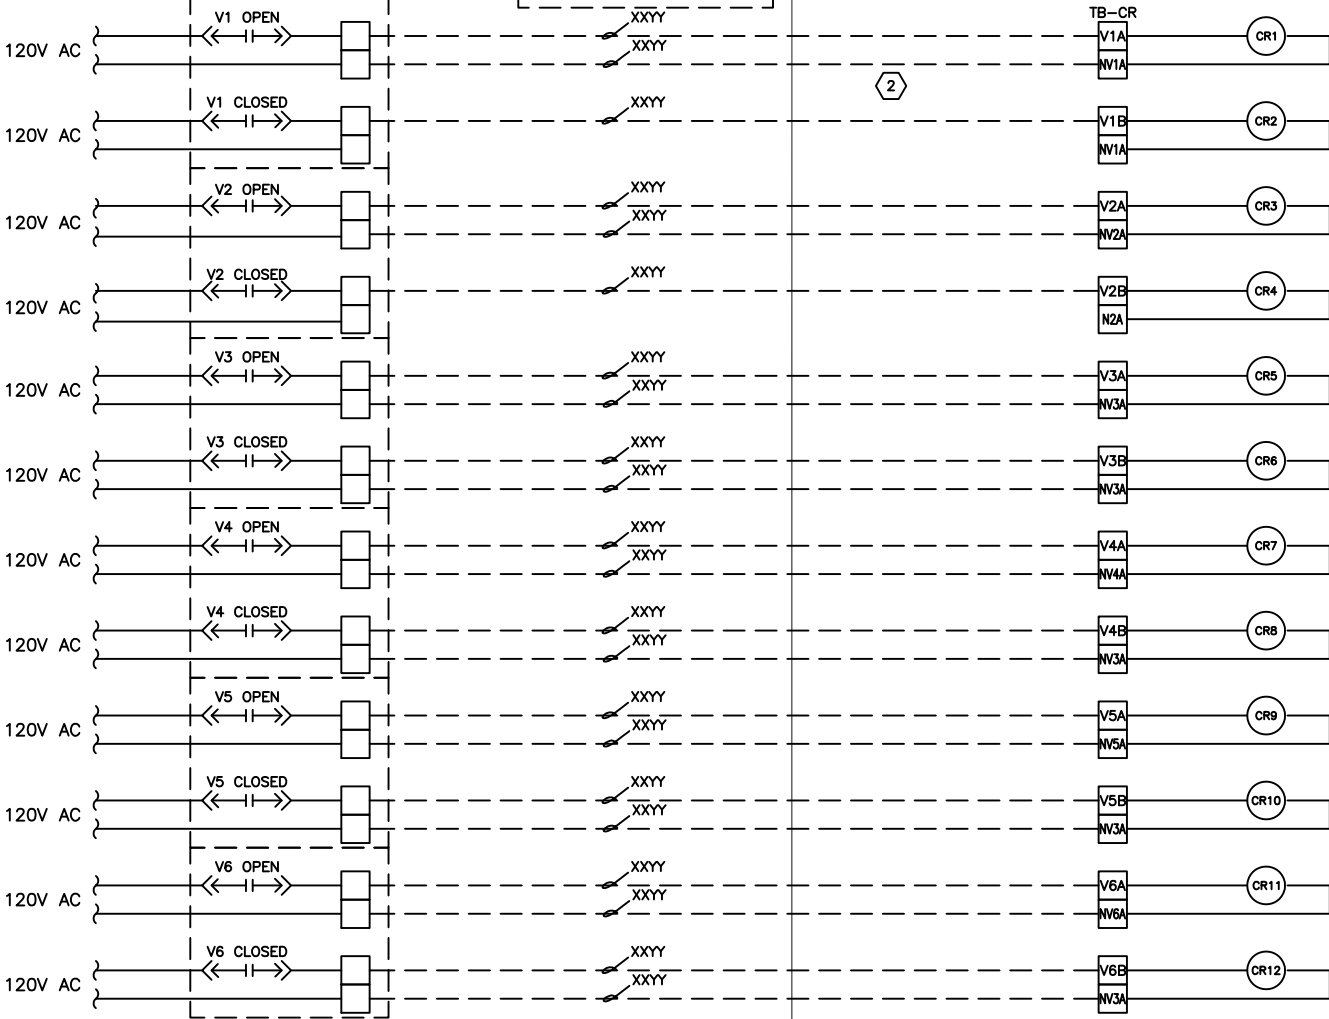 TB-CR
V1 OPEN XXYY V1A CR1
120V AC XXYY NV1A
2
V1 CLOSED XXYY V1B CR2
120V AC NV1A
V2 OPEN XXYY V2A CR3
120V AC XXYY NV2A
V2 CLOSED XXYY V2B CR4
120V AC N2A
V3 OPEN XXYY V3A CR5
120V AC XXYY NV3A
V3 CLOSED XXYY V3B CR6
120V AC XXYY NV3A
V4 OPEN XXYY V4A CR7
120V AC XXYY NV4A
V4 CLOSED XXYY V4B CR8
120V AC XXYY NV3A
V5 OPEN XXYY V5A CR9
120V AC XXYY NV5A
V5 CLOSED XXYY V5B CR10
120V AC XXYY NV3A
V6 OPEN XXYY V6A CR11
120V AC XXYY NV6A
V6 CLOSED XXYY V6B CR12
120V AC XXYY NV3A